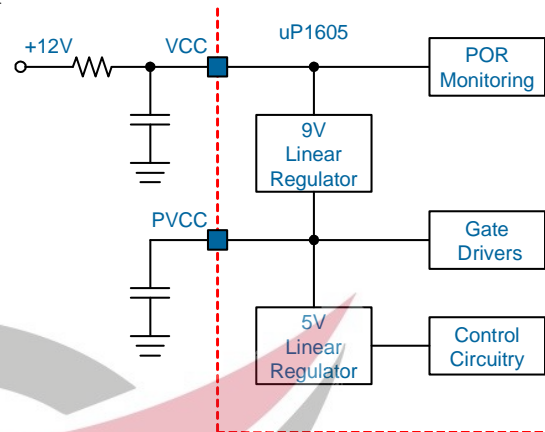 uP1605
+12V
VCC
POR
Monitoring
9V
Linear
Regulator
PVCC
Gate
Drivers
5V
Linear
Regulator
Control
Circuitry